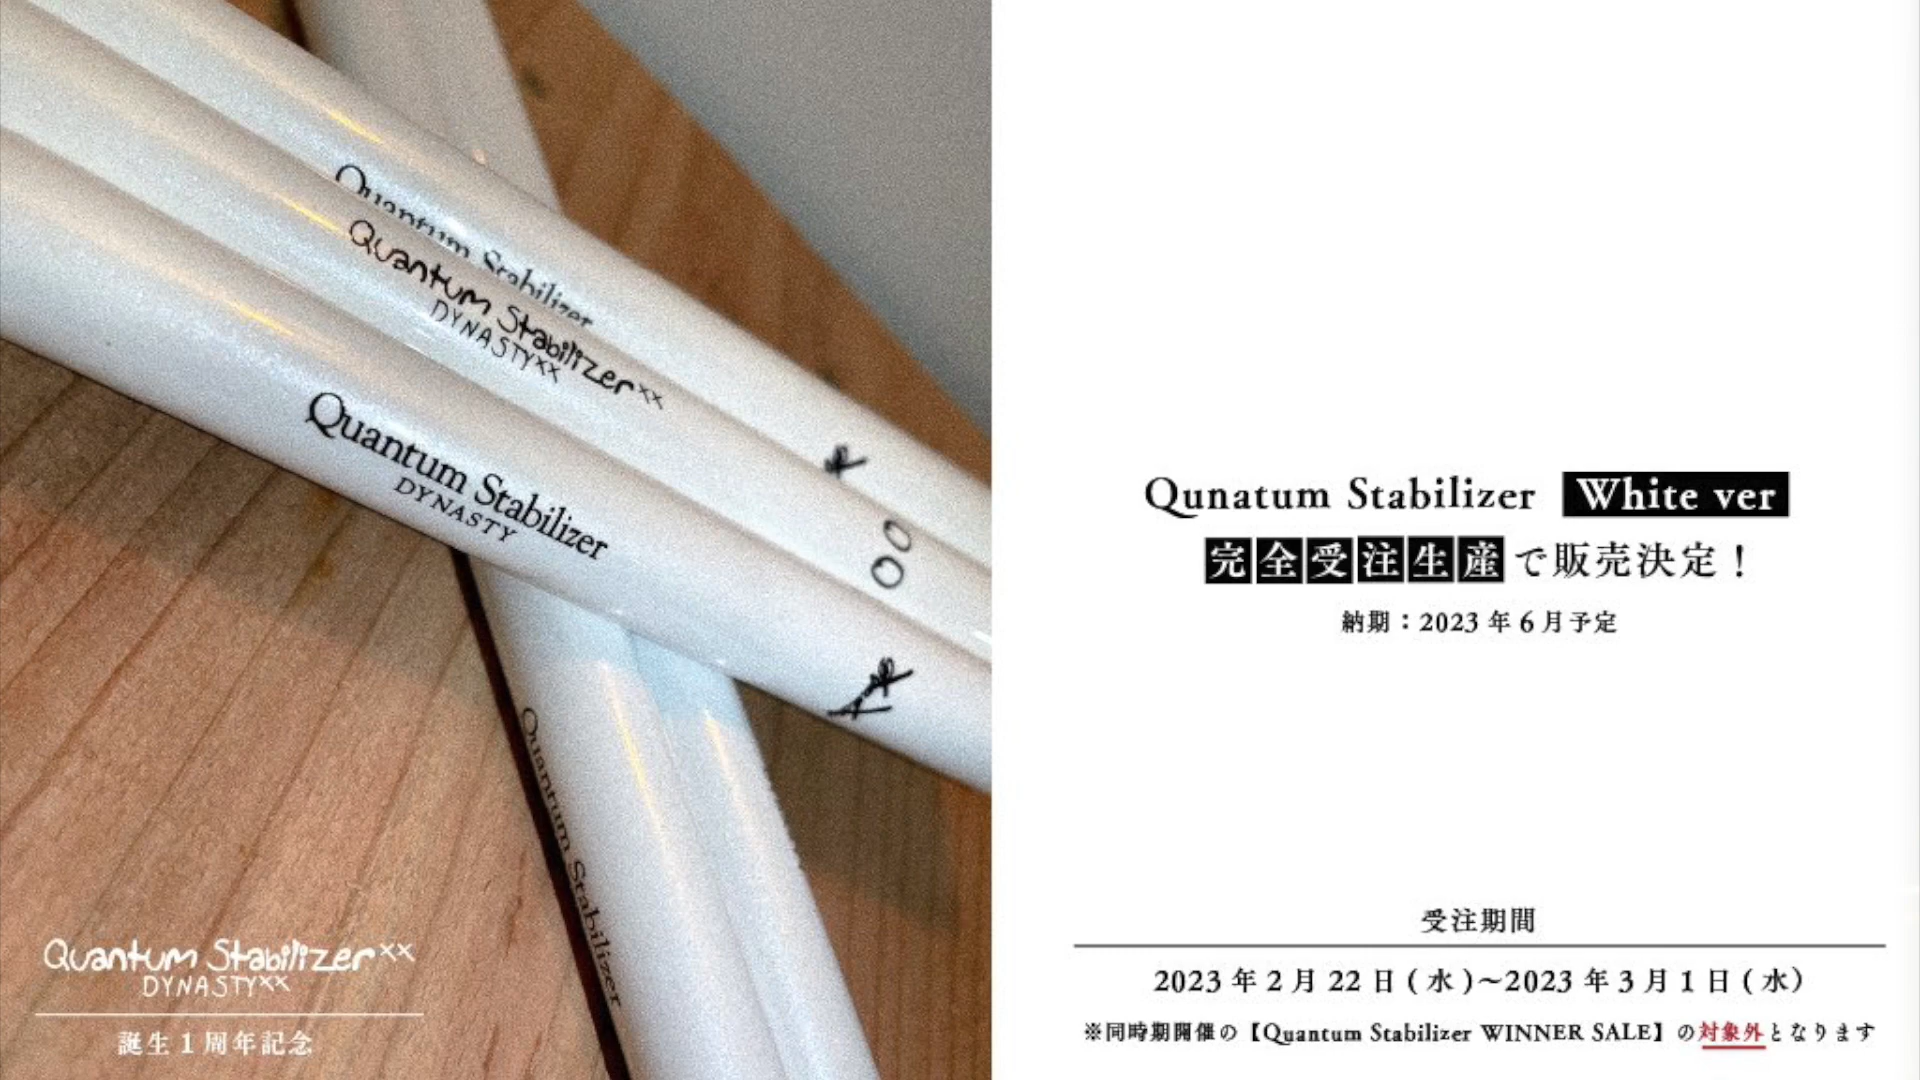 Quantum Stabilizer
Quantum Stabilizer××
DYNASTY××
Quantum Stabilizer
DYNASTY
Quantum Stabilizer
Quantum Stabilizer××
DYNASTY××
誕生1周年記念
Qunatum Stabilizer White ver
完全受注生産で販売決定！
納期：2023年6月予定
受注期間
2023年2月22日(水)〜2023年3月1日(水)
※同時期開催の【Quantum Stabilizer WINNER SALE】の対象外となります